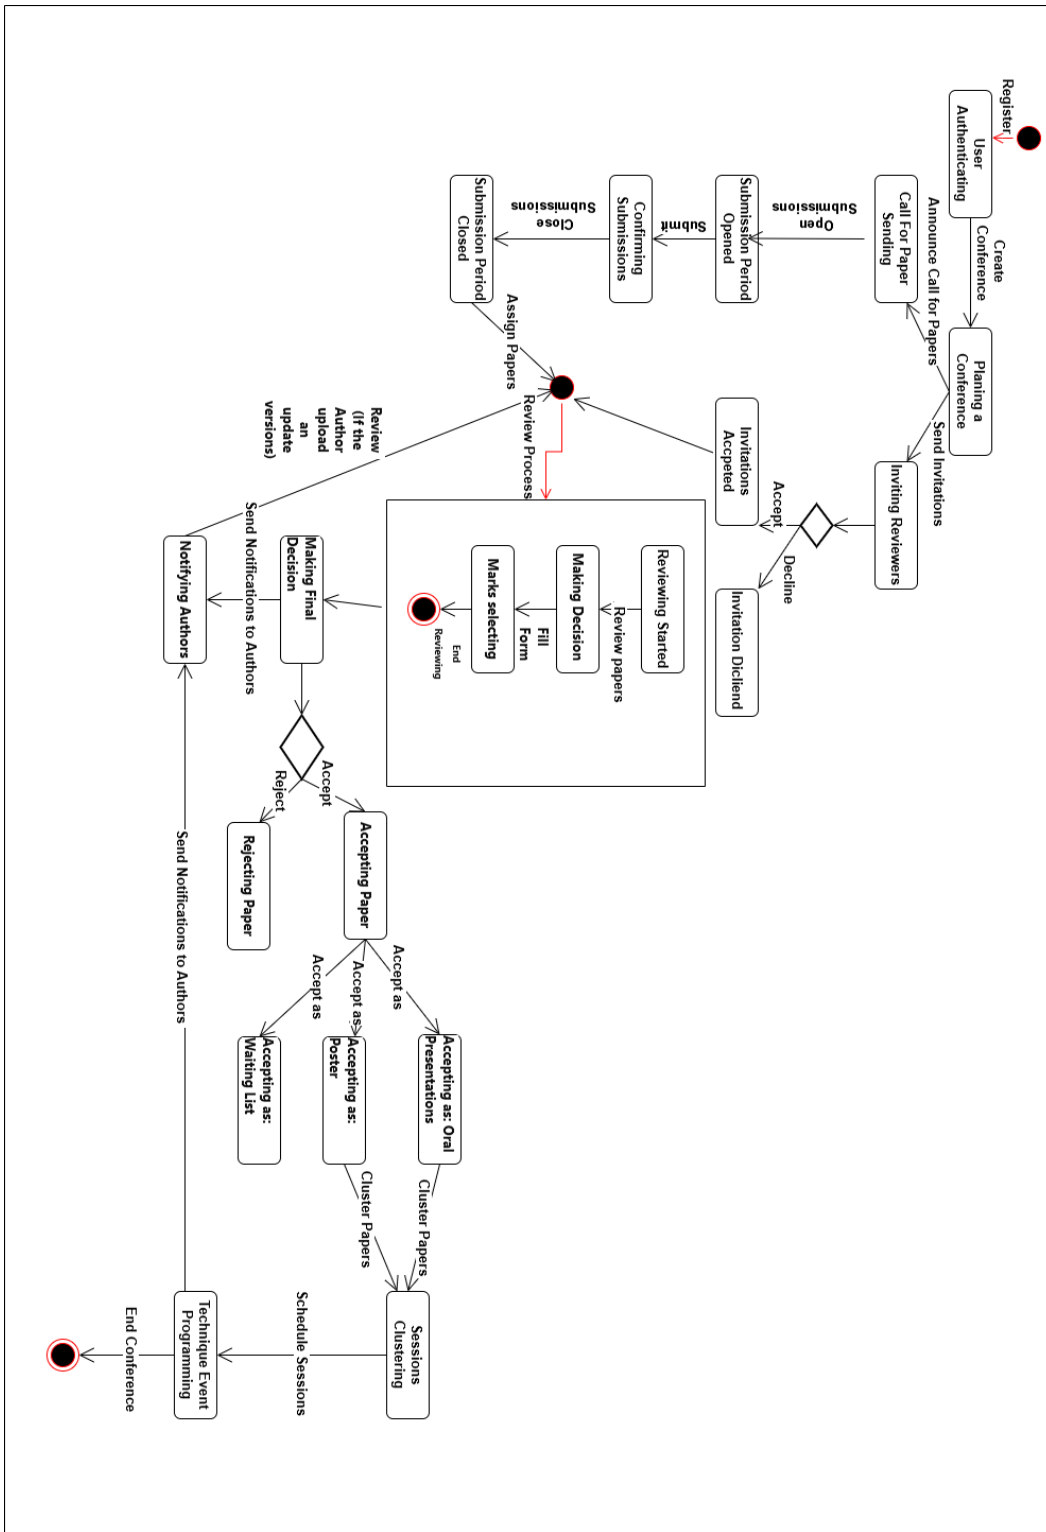 Register
User
Authenticating
Create
Conference
Planing a
Conference
Announce Call for Papers
Send Invitations
Call For Paper
Sending
Inviting Reviewers
Open
Submissions
Submission Period
Opened
Submit
Confirming
Submissions
Close
Submissions
Submission Period
Closed
Assign Papers
Accept
Decline
Invitations
Accpeted
Invitation Dicliend
Review Process
Reviewing Started
Review papers
Making Decision
Fill
Form
Marks selecting
End
Reviewing
Review
(If the
Author
upload
an
update
versions)
Making Final
Decision
Send Notifications to Authors
Notifying Authors
Accept
Reject
Accepting Paper
Rejecting Paper
Accept as
Accept as
Accept as
Accepting as: Oral
Presentations
Accepting as:
Poster
Accepting as:
Waiting List
Cluster Papers
Cluster Papers
Sessions
Clustering
Schedule Sessions
Technique Event
Programming
Send Notifications to Authors
End Conference